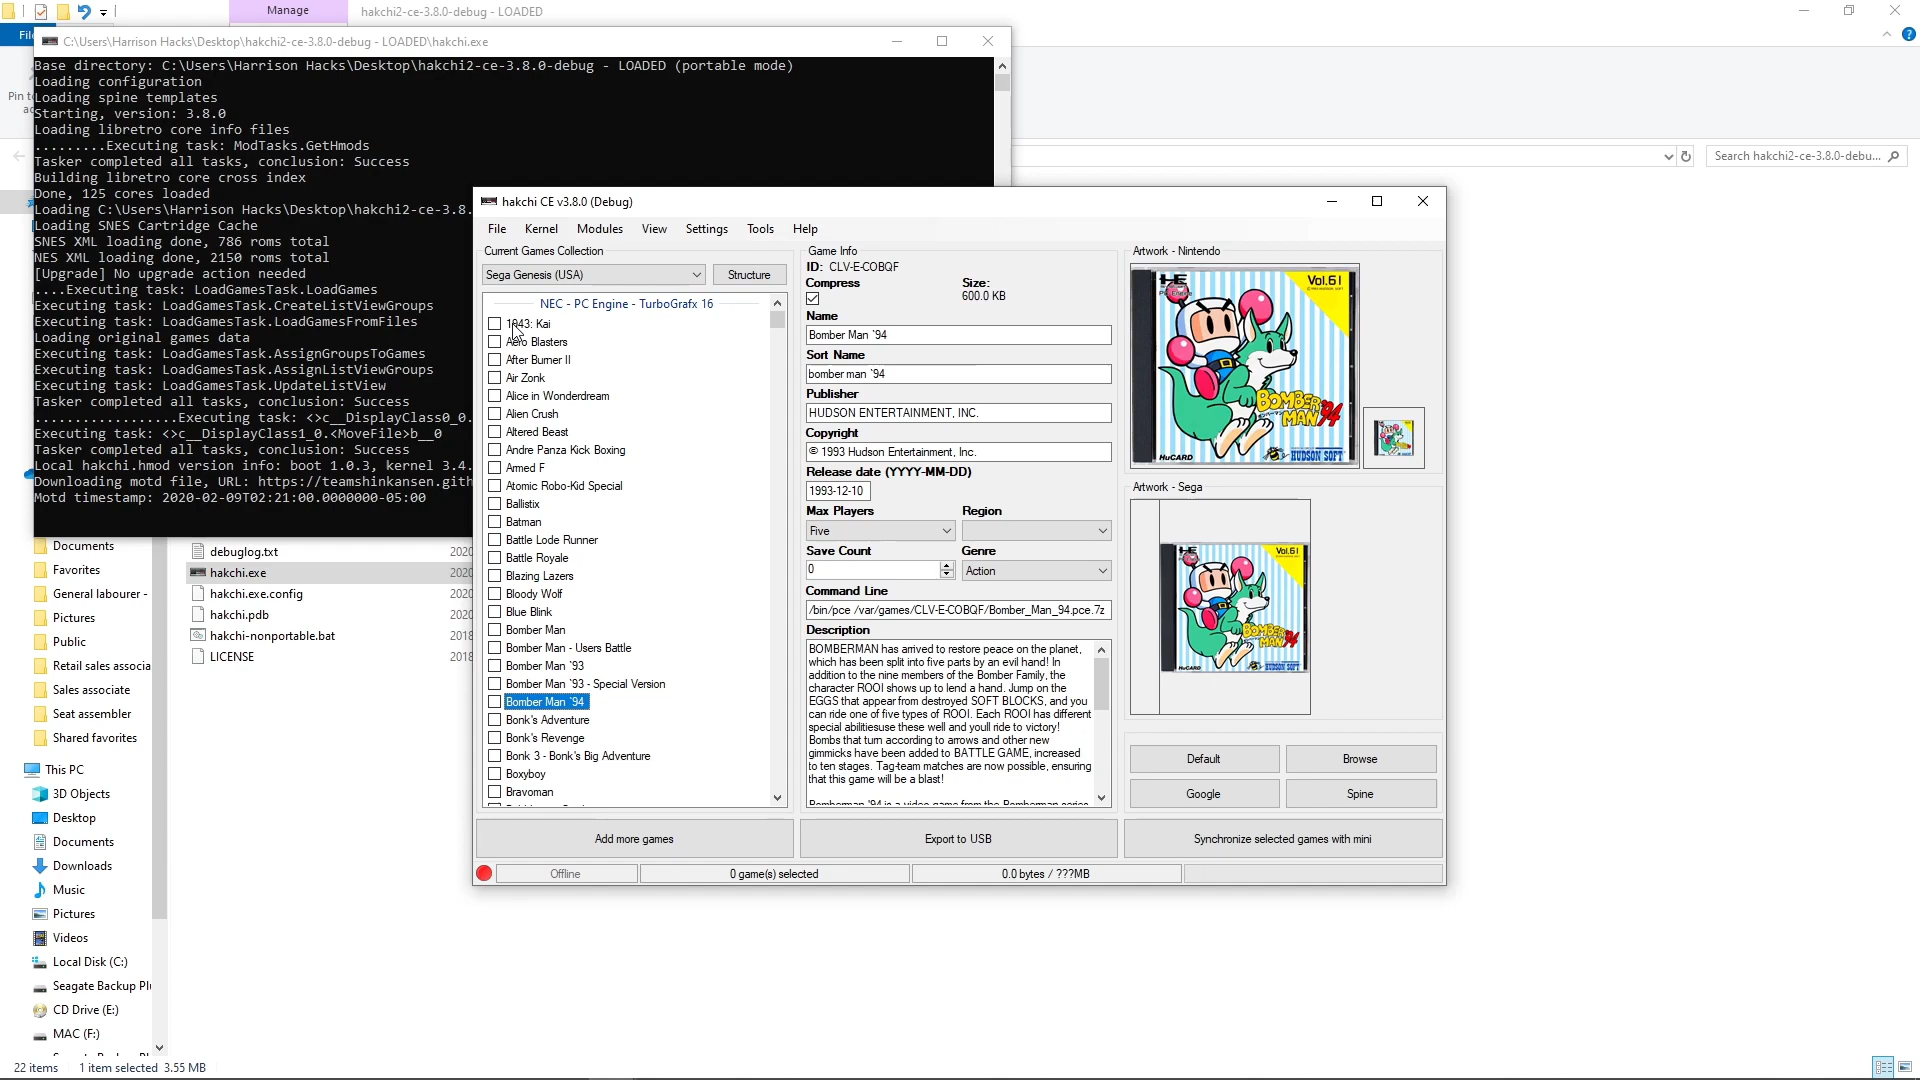 Manage
hakchi2-ce-3.8.0-debug - LOADED
C:\Users\Harrison Hacks\Desktop\hakchi2-ce-3.8.0-debug - LOADED\hakchi.exe
Base directory: C:\Users\Harrison Hacks\Desktop\hakchi2-ce-3.8.0-debug - LOADED (portable mode)
Loading configuration
Loading spine templates
Starting, version: 3.8.0
Loading libretro core info files
.........Executing task: ModTasks.GetHmods
Tasker completed all tasks, conclusion: Success
Building libretro core cross index
Done, 125 cores loaded
Loading C:\Users\Harrison Hacks\Desktop\hakchi2-ce-3.8.
Loading SNES Cartridge Cache
SNES XML loading done, 786 roms total
NES XML loading done, 2150 roms total
[Upgrade] No upgrade action needed
....Executing task: LoadGamesTask.LoadGames
Executing task: LoadGamesTask.CreateListViewGroups
Executing task: LoadGamesTask.LoadGamesFromFiles
Loading original games data
Executing task: LoadGamesTask.AssignGroupsToGames
Executing task: LoadGamesTask.AssignListViewGroups
Executing task: LoadGamesTask.UpdateListView
Tasker completed all tasks, conclusion: Success
..................Executing task: <>c__DisplayClass0_0.
Executing task: <>c__DisplayClass1_0.<MoveFile>b__0
Tasker completed all tasks, conclusion: Success
Local hakchi.hmod version info: boot 1.0.3, kernel 3.4.
Downloading motd file, URL: https://teamshinkansen.gith
Motd timestamp: 2020-02-09T02:21:00.0000000-05:00
Search hakchi2-ce-3.8.0-debu...
Documents
Favorites
General labourer -
Pictures
Public
Retail sales associa
Sales associate
Seat assembler
Shared favorites
This PC
3D Objects
Desktop
Documents
Downloads
Music
Pictures
Videos
Local Disk (C:)
Seagate Backup Pl
CD Drive (E:)
MAC (F:)
debuglog.txt 2020
hakchi.exe 2020
hakchi.exe.config 2020
hakchi.pdb 2020
hakchi-nonportable.bat 2018
LICENSE 2018
22 items 1 item selected 3.55 MB
hakchi CE v3.8.0 (Debug)
File Kernel Modules View Settings Tools Help
Current Games Collection
Sega Genesis (USA) Structure
NEC - PC Engine - TurboGrafx 16
1943: Kai
Aero Blasters
After Burner II
Air Zonk
Alice in Wonderdream
Alien Crush
Altered Beast
Andre Panza Kick Boxing
Armed F
Atomic Robo-Kid Special
Ballistix
Batman
Battle Lode Runner
Battle Royale
Blazing Lazers
Bloody Wolf
Blue Blink
Bomber Man
Bomber Man - Users Battle
Bomber Man `93
Bomber Man `93 - Special Version
Bomber Man `94
Bonk's Adventure
Bonk's Revenge
Bonk 3 - Bonk's Big Adventure
Boxyboy
Bravoman
Add more games
Game Info
ID: CLV-E-COBQF
Compress Size:
600.0 KB
Name
Bomber Man `94
Sort Name
bomber man `94
Publisher
HUDSON ENTERTAINMENT, INC.
Copyright
© 1993 Hudson Entertainment, Inc.
Release date (YYYY-MM-DD)
1993-12-10
Max Players Region
Five
Save Count Genre
0 Action
Command Line
/bin/pce /var/games/CLV-E-COBQF/Bomber_Man_94.pce.7z
Description
BOMBERMAN has arrived to restore peace on the planet,
which has been split into five parts by an evil hand! In
addition to the nine members of the Bomber Family, the
character ROOI shows up to lend a hand. Jump on the
EGGS that appear from destroyed SOFT BLOCKS, and you
can ride one of five types of ROOI. Each ROOI has different
special abilitiesuse these well and youll ride to victory!
Bombs that turn according to arrows and other new
gimmicks have been added to BATTLE GAME, increased
to ten stages. Tag-team matches are now possible, ensuring
that this game will be a blast!
Export to USB
Artwork - Nintendo
Vol.61
BOMBER
MAN'94
HuCARD
HUDSON SOFT
Artwork - Sega
Vol.61
BOMBER
MAN'94
HuCARD
HUDSON SOFT
Default Browse
Google Spine
Synchronize selected games with mini
Offline 0 game(s) selected 0.0 bytes / ???MB